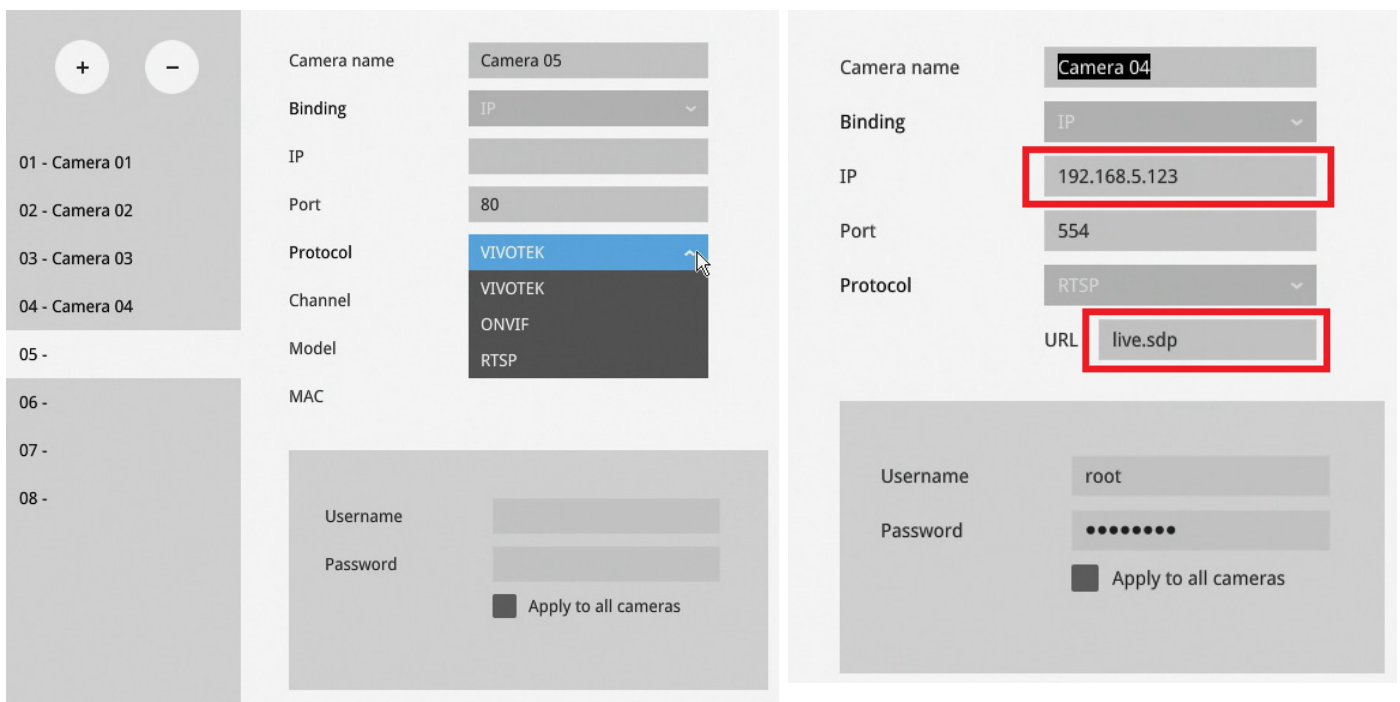 + −
01 - Camera 01
02 - Camera 02
03 - Camera 03
04 - Camera 04
05 -
06 -
07 -
08 -
Camera name Camera 05
Binding IP
IP
Port 80
Protocol VIVOTEK
VIVOTEK
Channel
ONVIF
Model
RTSP
MAC
Username
Password
Apply to all cameras
Camera name Camera 04
Binding IP
IP 192.168.5.123
Port 554
Protocol RTSP
URL live.sdp
Username root
Password ●●●●●●●●
Apply to all cameras